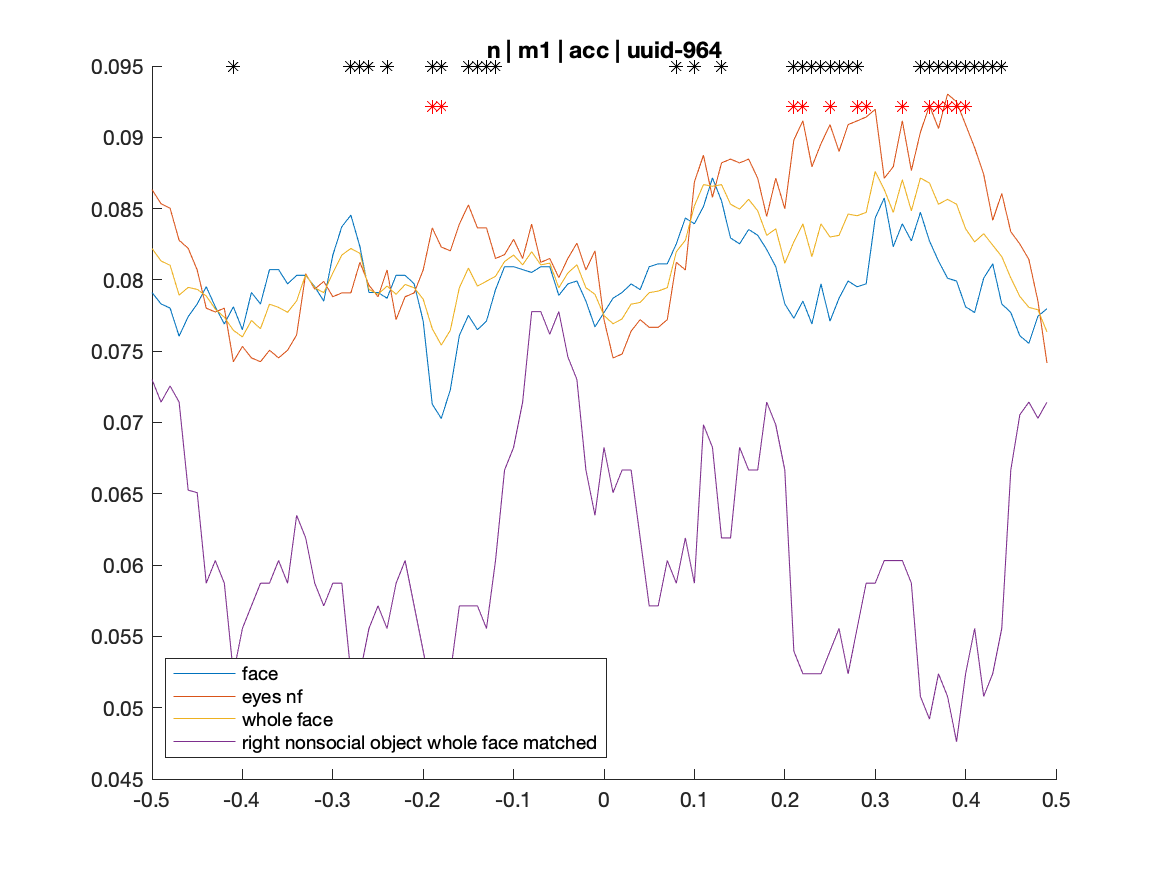 n | m1 | acc | uuid-964
0.095
0.09
0.085
0.08
0.075
0.07
0.065
0.06
0.055
0.05
0.045
face
eyes nf
whole face
right nonsocial object whole face matched
-0.5 -0.4 -0.3 -0.2 -0.1 0 0.1 0.2 0.3 0.4 0.5